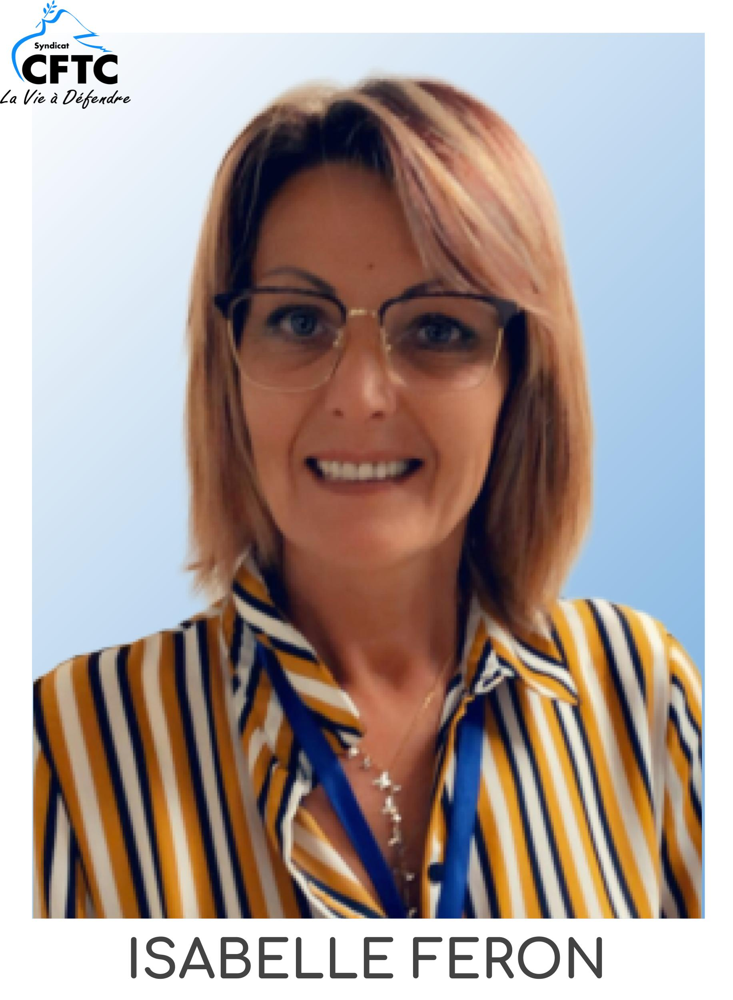 Syndicat
CFTC
La Vie à Défendre
ISABELLE FERON